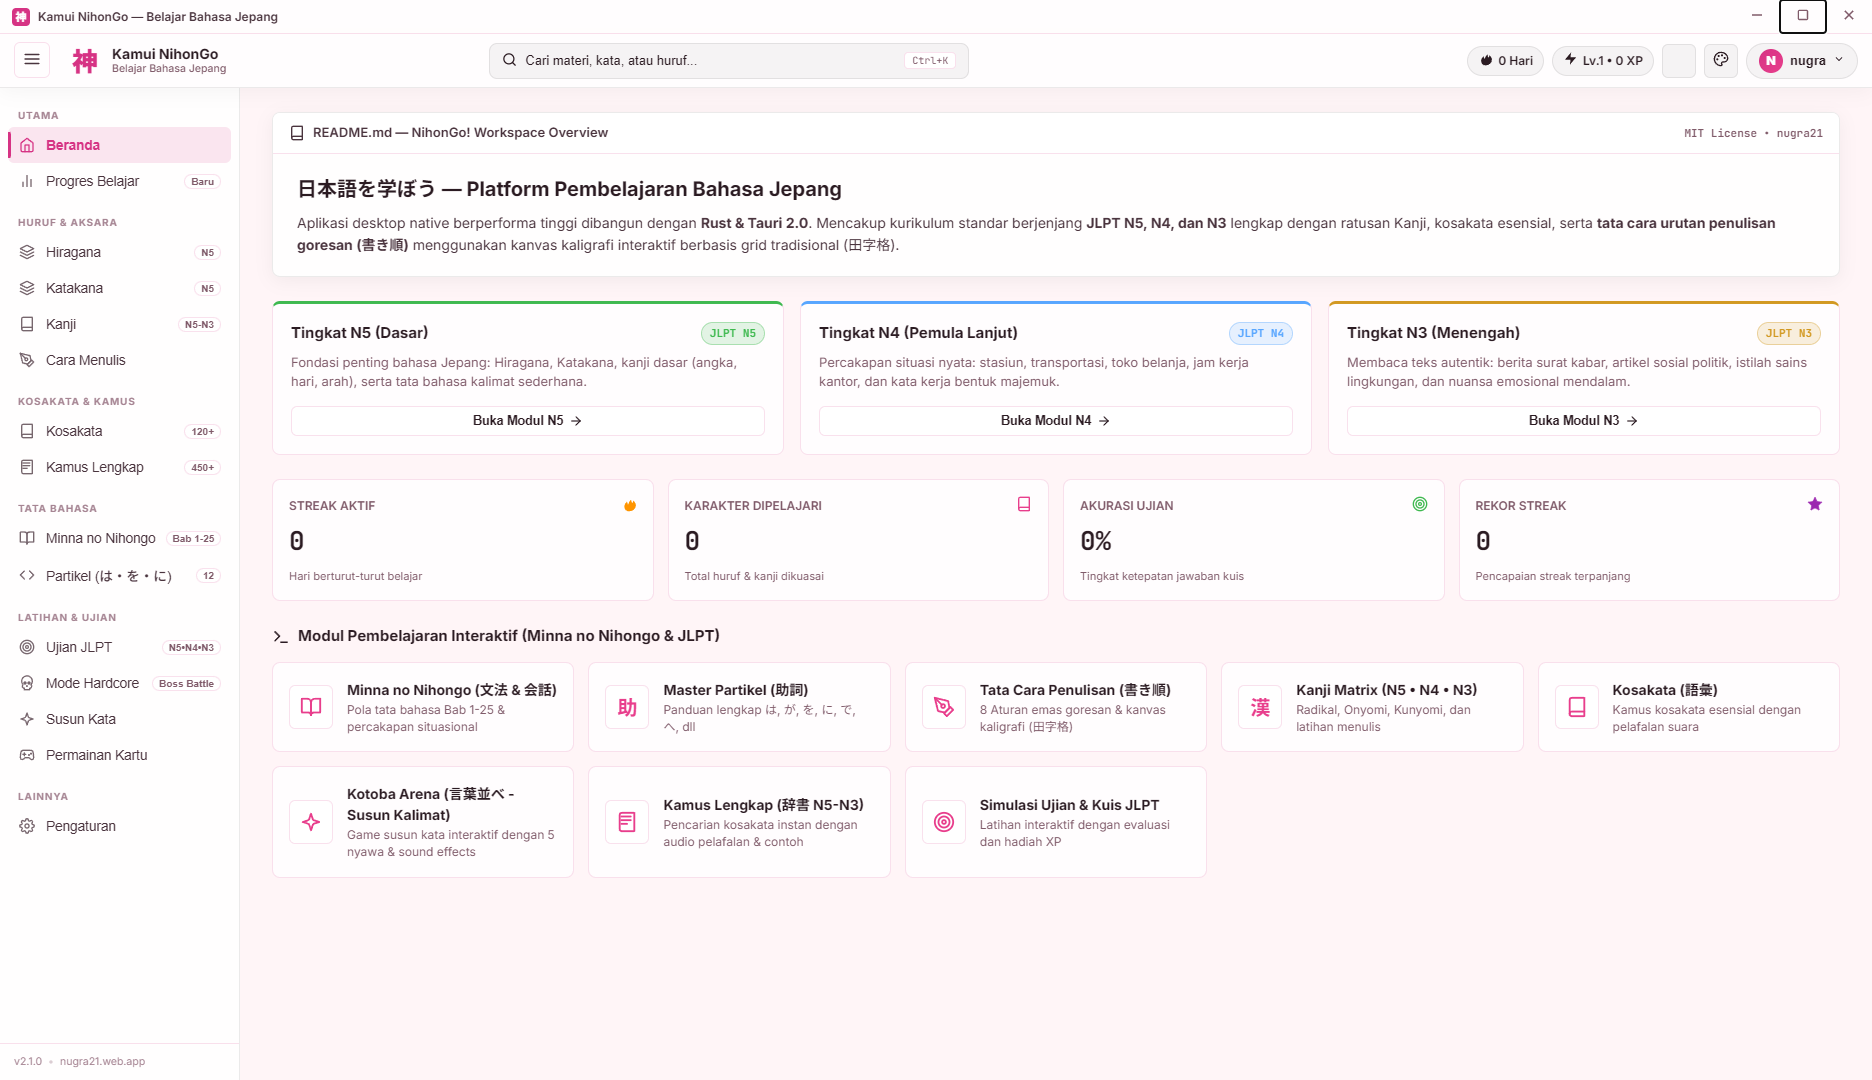 神 Kamui NihonGo — Belajar Bahasa Jepang
神 Kamui NihonGo
Belajar Bahasa Jepang
Cari materi, kata, atau huruf...
Ctrl+K
0 Hari
Lv.1 • 0 XP
N nugra
UTAMA
Beranda
Progres Belajar Baru
HURUF & AKSARA
Hiragana N5
Katakana N5
Kanji N5-N3
Cara Menulis
KOSAKATA & KAMUS
Kosakata 120+
Kamus Lengkap 450+
TATA BAHASA
Minna no Nihongo Bab 1-25
Partikel (は・を・に) 12
LATIHAN & UJIAN
Ujian JLPT N5•N4•N3
Mode Hardcore Boss Battle
Susun Kata
Permainan Kartu
LAINNYA
Pengaturan
v2.1.0 • nugra21.web.app
README.md — NihonGo! Workspace Overview
MIT License • nugra21
日本語を学ぼう — Platform Pembelajaran Bahasa Jepang
Aplikasi desktop native berperforma tinggi dibangun dengan Rust & Tauri 2.0. Mencakup kurikulum standar berjenjang JLPT N5, N4, dan N3 lengkap dengan ratusan Kanji, kosakata esensial, serta tata cara urutan penulisan
goresan (書き順) menggunakan kanvas kaligrafi interaktif berbasis grid tradisional (田字格).
Tingkat N5 (Dasar)
JLPT N5
Fondasi penting bahasa Jepang: Hiragana, Katakana, kanji dasar (angka,
hari, arah), serta tata bahasa kalimat sederhana.
Buka Modul N5 →
Tingkat N4 (Pemula Lanjut)
JLPT N4
Percakapan situasi nyata: stasiun, transportasi, toko belanja, jam kerja
kantor, dan kata kerja bentuk majemuk.
Buka Modul N4 →
Tingkat N3 (Menengah)
JLPT N3
Membaca teks autentik: berita surat kabar, artikel sosial politik, istilah sains
lingkungan, dan nuansa emosional mendalam.
Buka Modul N3 →
STREAK AKTIF
0
Hari berturut-turut belajar
KARAKTER DIPELAJARI
0
Total huruf & kanji dikuasai
AKURASI UJIAN
0%
Tingkat ketepatan jawaban kuis
REKOR STREAK
0
Pencapaian streak terpanjang
Modul Pembelajaran Interaktif (Minna no Nihongo & JLPT)
Minna no Nihongo (文法 & 会話)
Pola tata bahasa Bab 1-25 &
percakapan situasional
助
Master Partikel (助詞)
Panduan lengkap は, が, を, に, で,
へ, dll
Tata Cara Penulisan (書き順)
8 Aturan emas goresan & kanvas
kaligrafi (田字格)
漢
Kanji Matrix (N5 • N4 • N3)
Radikal, Onyomi, Kunyomi, dan
latihan menulis
Kosakata (語彙)
Kamus kosakata esensial dengan
pelafalan suara
Kotoba Arena (言葉並べ -
Susun Kalimat)
Game susun kata interaktif dengan 5
nyawa & sound effects
Kamus Lengkap (辞書 N5-N3)
Pencarian kosakata instan dengan
audio pelafalan & contoh
Simulasi Ujian & Kuis JLPT
Latihan interaktif dengan evaluasi
dan hadiah XP